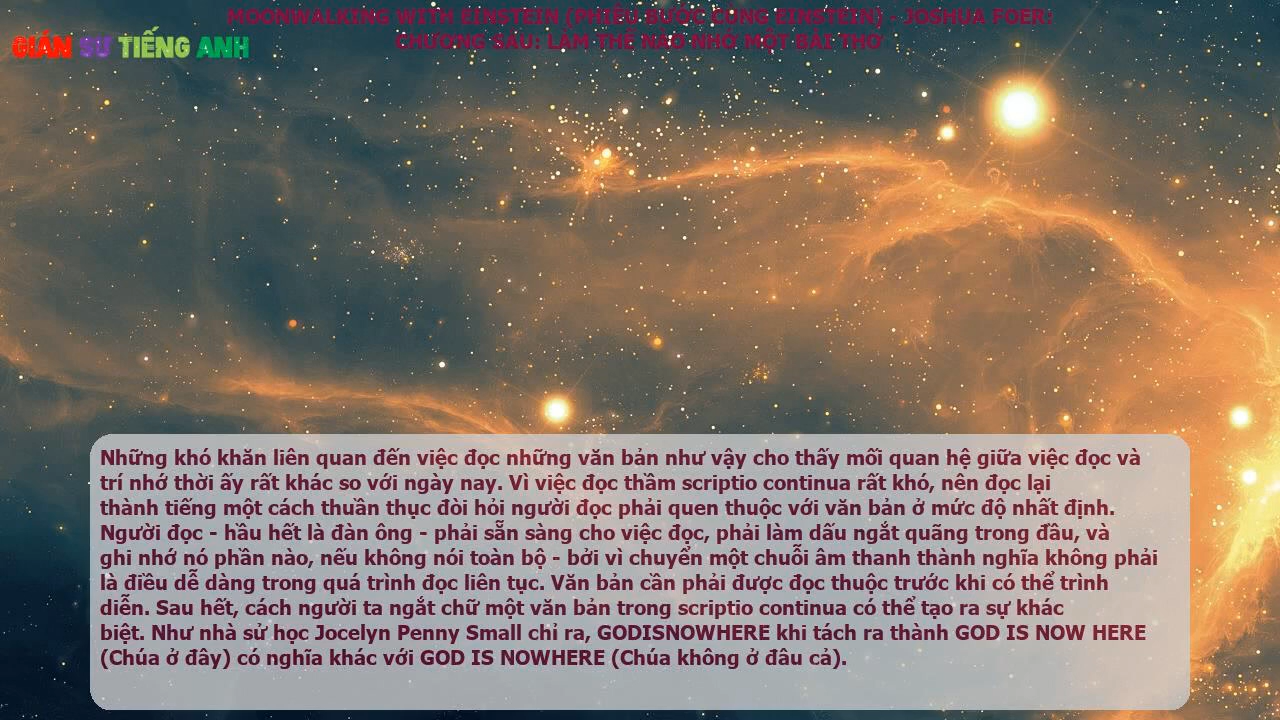 MOONWALKING WITH EINSTEIN (PHIÊU BƯỚC CÙNG EINSTEIN) - JOSHUA FOER:
CHƯƠNG SÁU: LÀM THẾ NÀO NHỚ MỘT BÀI THƠ
GIÁN SỨ TIẾNG ANH
Những khó khăn liên quan đến việc đọc những văn bản như vậy cho thấy mối quan hệ giữa việc đọc và
trí nhớ thời ấy rất khác so với ngày nay. Vì việc đọc thầm scriptio continua rất khó, nên đọc lại
thành tiếng một cách thuần thục đòi hỏi người đọc phải quen thuộc với văn bản ở mức độ nhất định.
Người đọc - hầu hết là đàn ông - phải sẵn sàng cho việc đọc, phải làm dấu ngắt quãng trong đầu, và
ghi nhớ nó phần nào, nếu không nói toàn bộ - bởi vì chuyển một chuỗi âm thanh thành nghĩa không phải
là điều dễ dàng trong quá trình đọc liên tục. Văn bản cần phải được đọc thuộc trước khi có thể trình
diễn. Sau hết, cách người ta ngắt chữ một văn bản trong scriptio continua có thể tạo ra sự khác
biệt. Như nhà sử học Jocelyn Penny Small chỉ ra, GODISNOWHERE khi tách ra thành GOD IS NOW HERE
(Chúa ở đây) có nghĩa khác với GOD IS NOWHERE (Chúa không ở đâu cả).